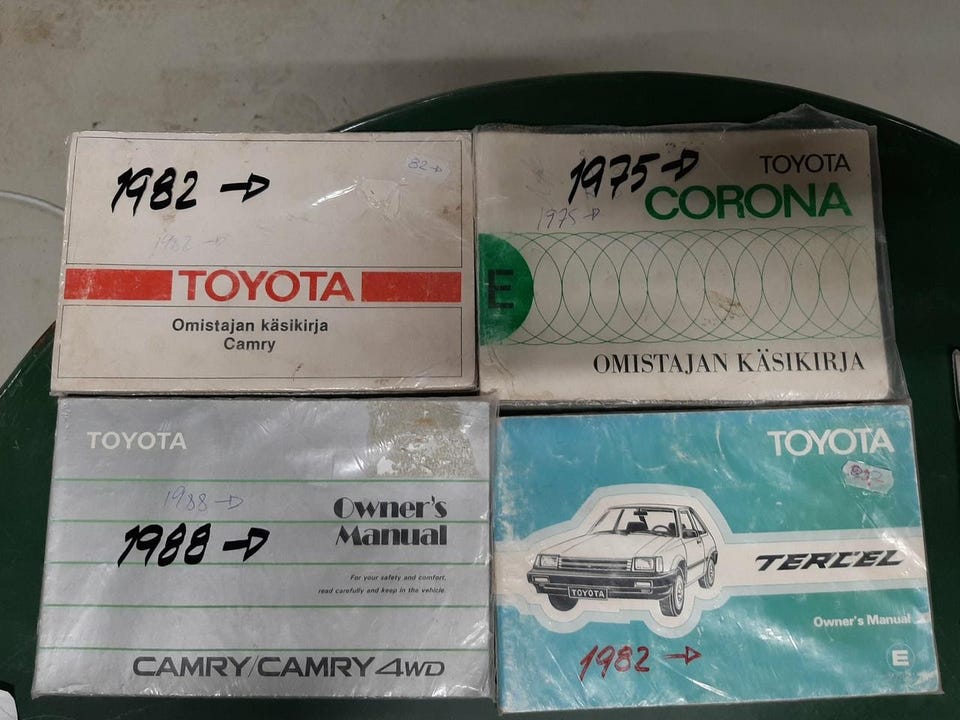 1982 →
82 →
1982 →
TOYOTA
Omistajan käsikirja
Camry
1975 →
TOYOTA
CORONA
1975 →
E
OMISTAJAN KÄSIKIRJA
TOYOTA
1988 →
Owner's
Manual
1988 →
For your safety and comfort,
read carefully and keep in the vehicle.
CAMRY/CAMRY 4WD
TOYOTA
TERCEL
TOYOTA
Owner's Manual
1982 →
E